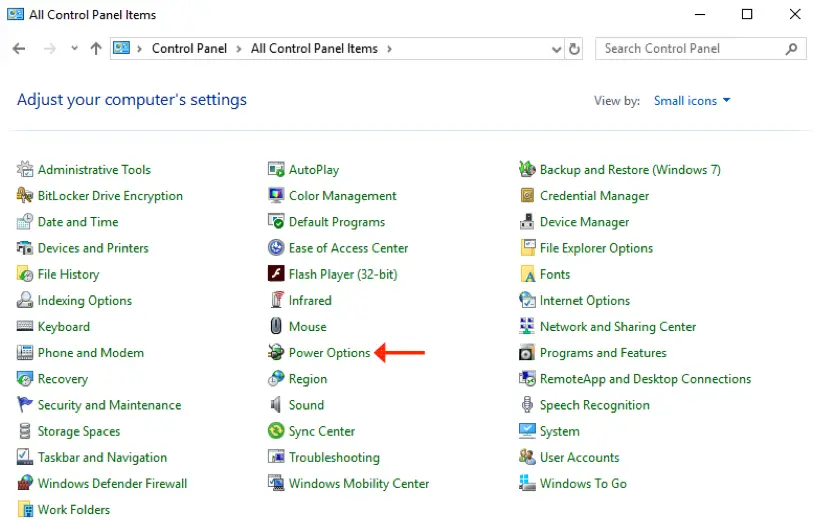 All Control Panel Items
Control Panel All Control Panel Items Search Control Panel
Adjust your computer's settings View by: Small icons
Administrative Tools AutoPlay Backup and Restore (Windows 7)
BitLocker Drive Encryption Color Management Credential Manager
Date and Time Default Programs Device Manager
Devices and Printers Ease of Access Center File Explorer Options
File History Flash Player (32-bit) Fonts
Indexing Options Infrared Internet Options
Keyboard Mouse Network and Sharing Center
Phone and Modem Power Options Programs and Features
Recovery Region RemoteApp and Desktop Connections
Security and Maintenance Sound Speech Recognition
Storage Spaces Sync Center System
Taskbar and Navigation Troubleshooting User Accounts
Windows Defender Firewall Windows Mobility Center Windows To Go
Work Folders